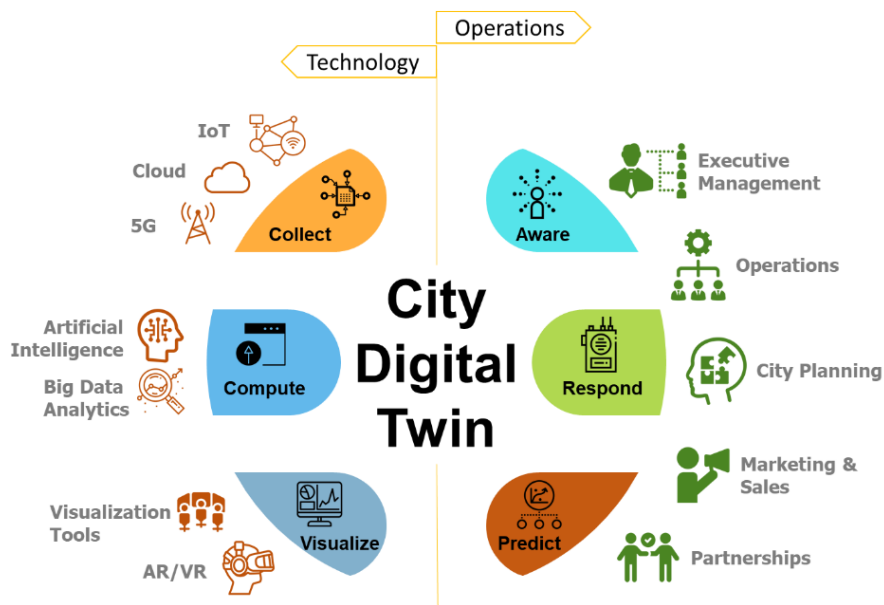 Operations
Technology
IoT
Cloud
5G
Collect
Artificial
Intelligence
Big Data
Analytics
Compute
Visualization
Tools
AR/VR
Visualize
City
Digital
Twin
Aware
Executive
Management
Operations
Respond
City Planning
Marketing &
Sales
Predict
Partnerships